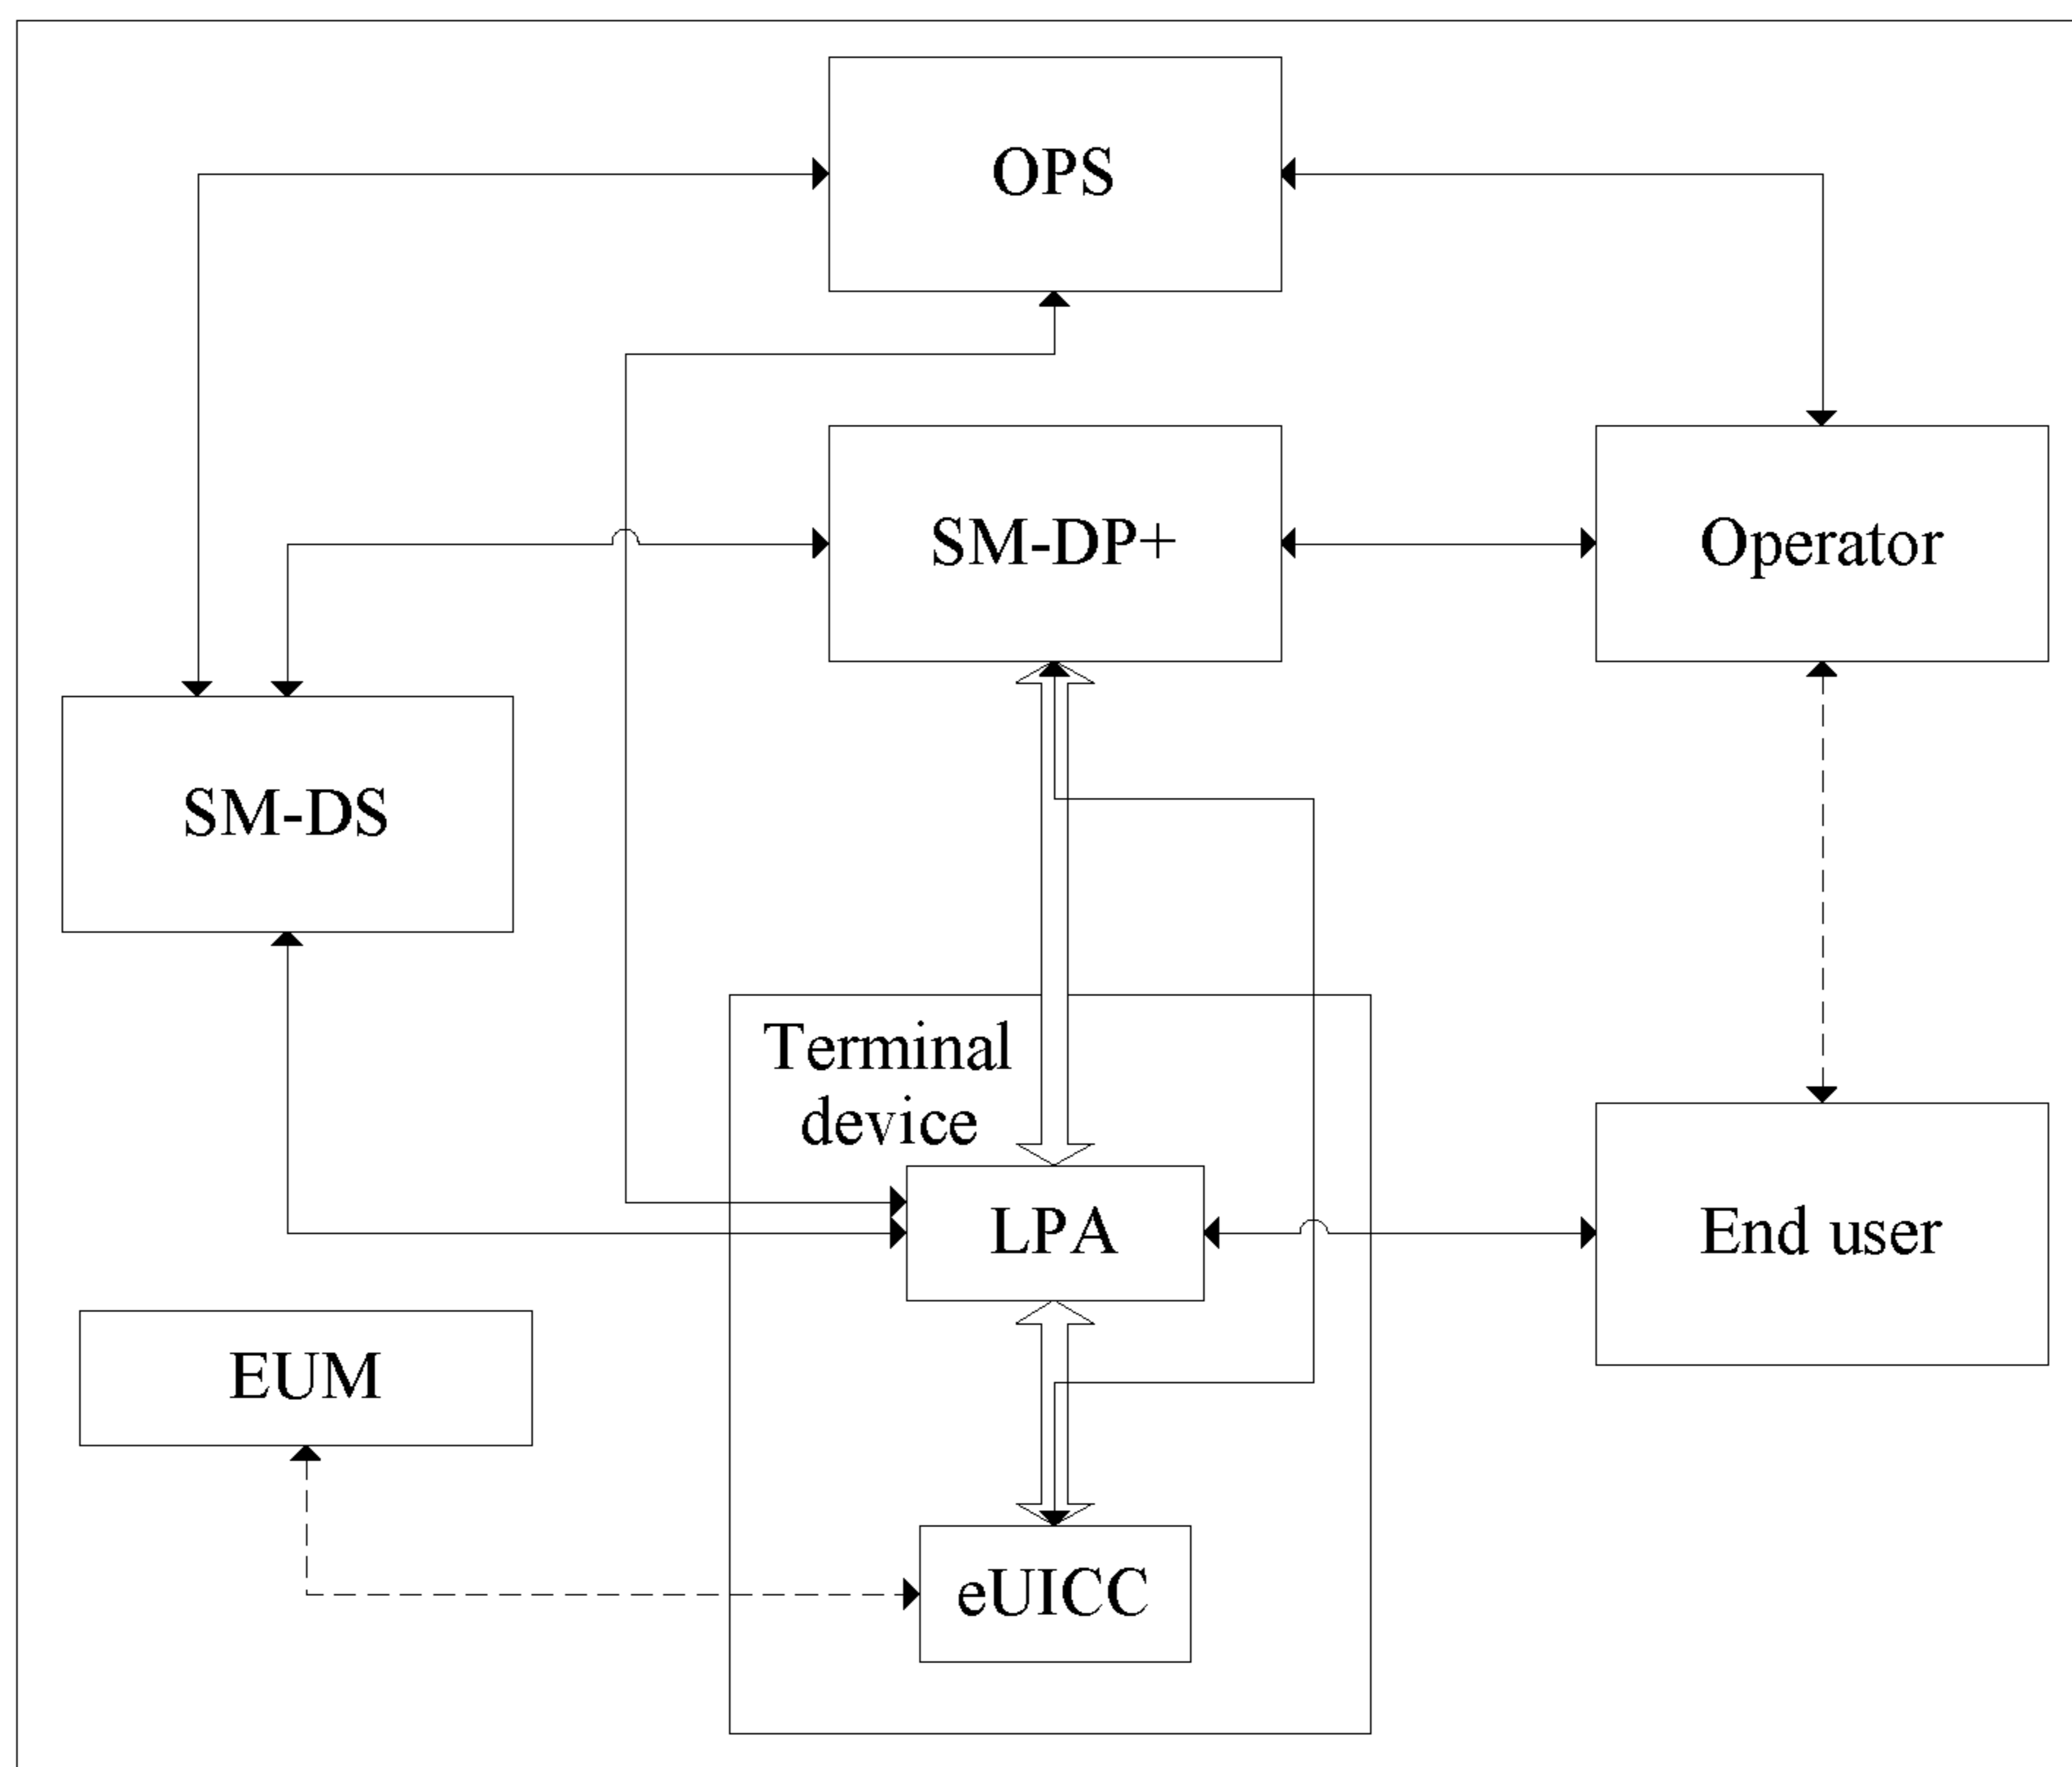 OPS
SM-DP+
Operator
SM-DS
Terminal
device
LPA
End user
EUM
eUICC